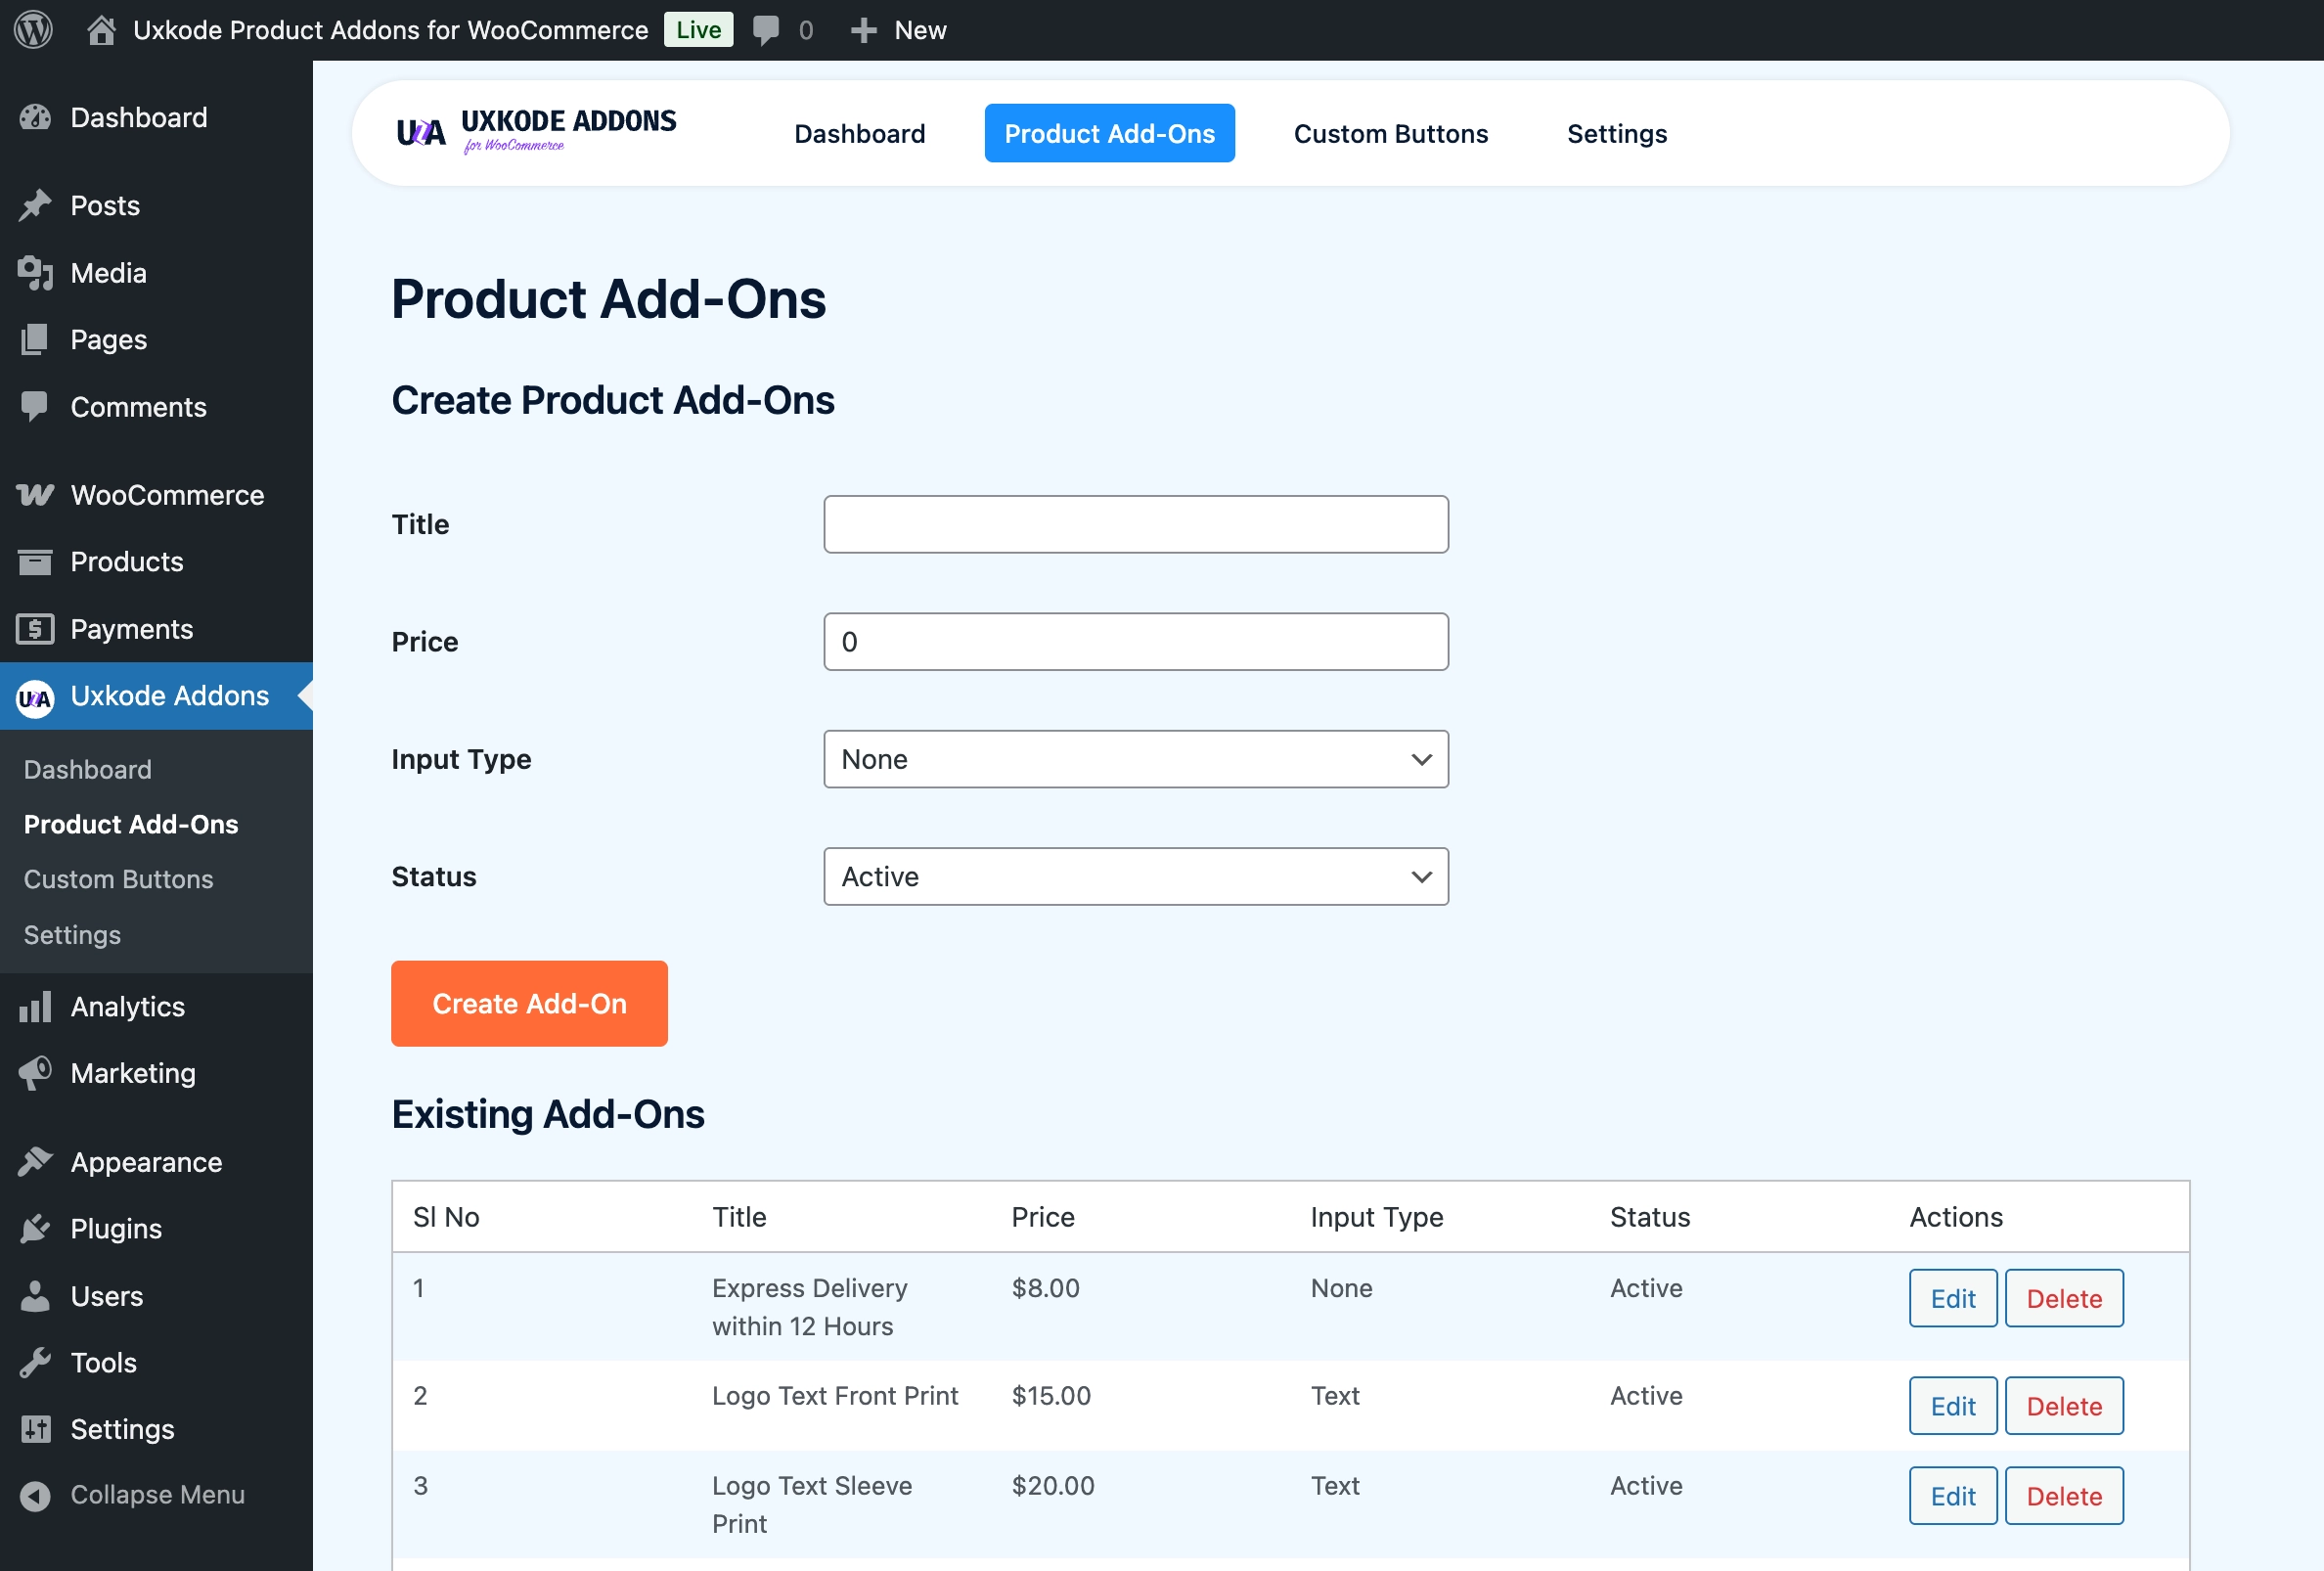 Uxkode Product Addons for WooCommerce Live 0 New
Dashboard
Posts
Media
Pages
Comments
WooCommerce
Products
Payments
Uxkode Addons
Dashboard
Product Add-Ons
Custom Buttons
Settings
Analytics
Marketing
Appearance
Plugins
Users
Tools
Settings
Collapse Menu
UXKODE ADDONS
for WooCommerce
Dashboard Product Add-Ons Custom Buttons Settings
Product Add-Ons
Create Product Add-Ons
Title
Price 0
Input Type None
Status Active
Create Add-On
Existing Add-Ons
Sl No Title Price Input Type Status Actions
1 Express Delivery $8.00 None Active Edit Delete
within 12 Hours
2 Logo Text Front Print $15.00 Text Active Edit Delete
3 Logo Text Sleeve $20.00 Text Active Edit Delete
Print